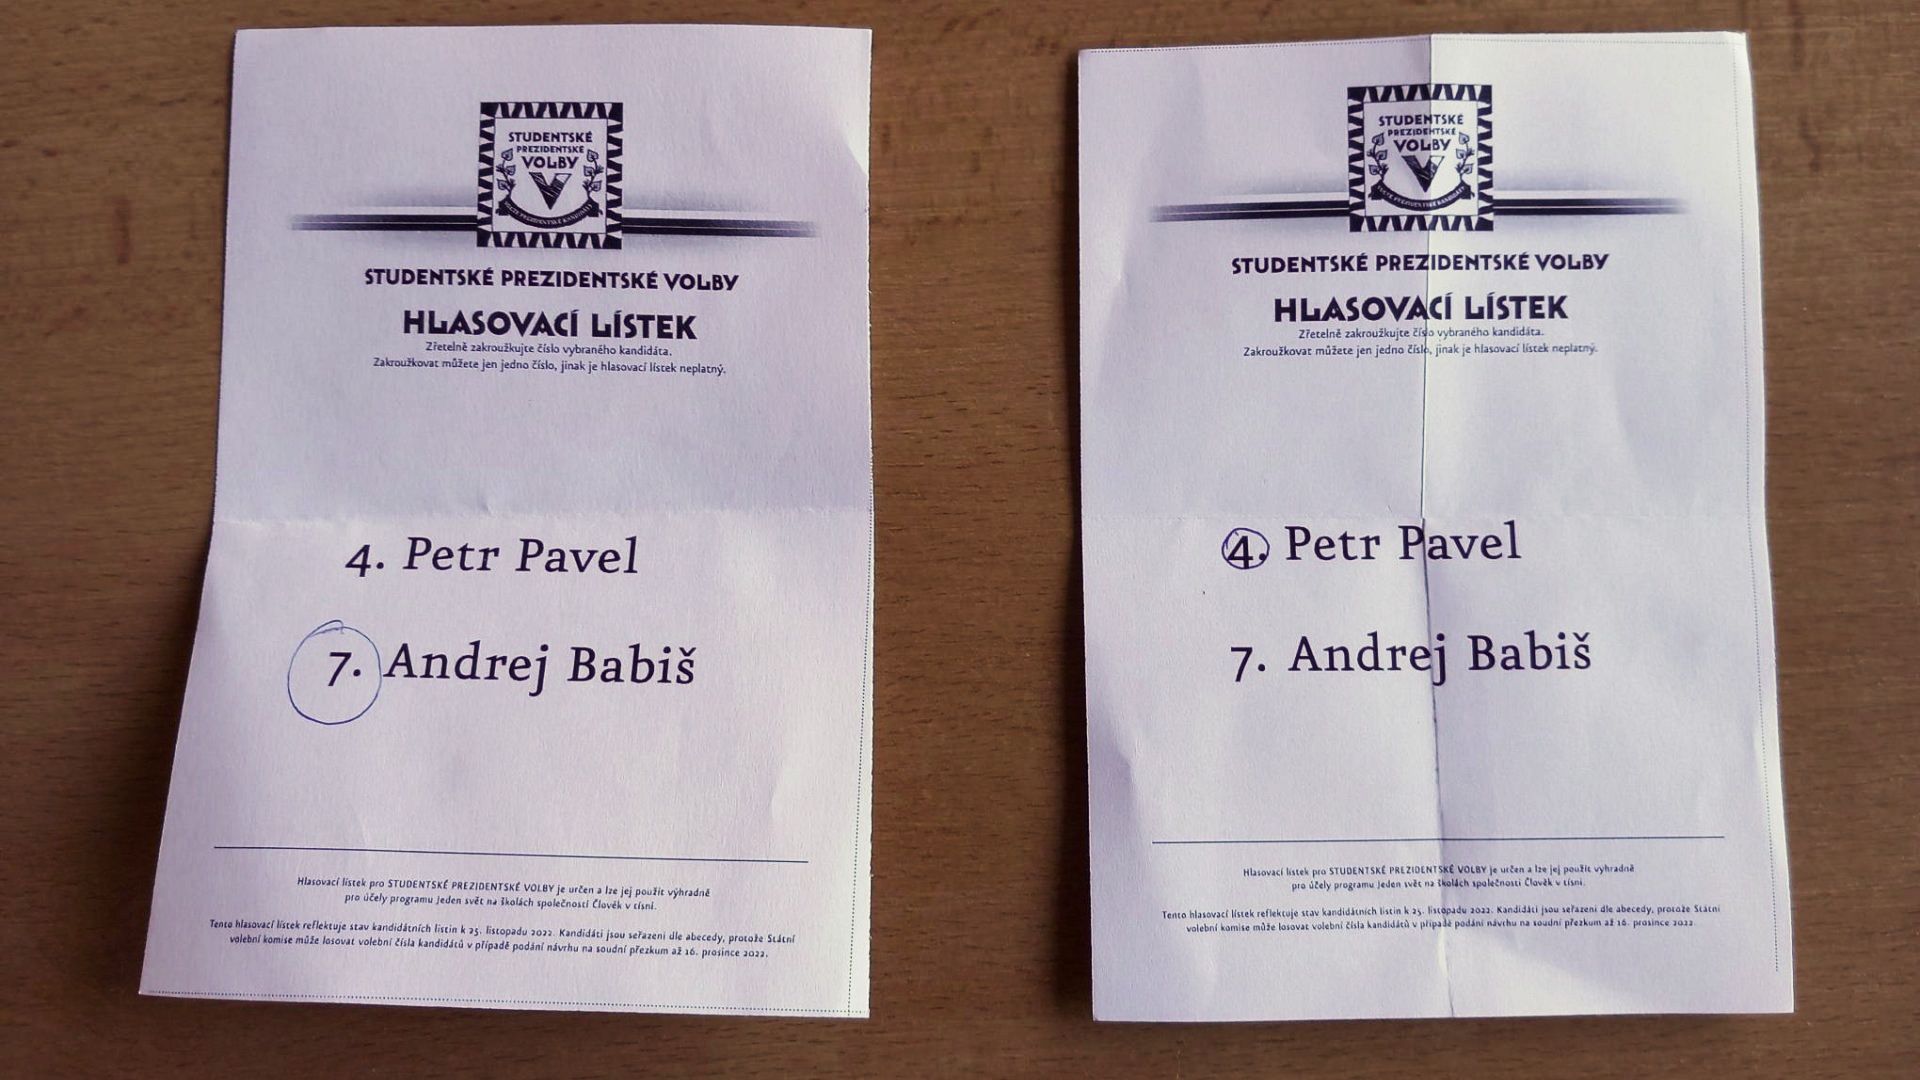 STUDENTSKÉ
PREZIDENTSKÉ
VOLBY
STUDENTSKÉ PREZIDENTSKÉ VOLBY
HLASOVACÍ LÍSTEK
Zřetelně zakroužkujte číslo vybraného kandidáta.
Zakroužkovat můžete jen jedno číslo, jinak je hlasovací lístek neplatný.
4. Petr Pavel
7. Andrej Babiš
Hlasovací lístek pro STUDENTSKÉ PREZIDENTSKÉ VOLBY je určen a lze jej použít výhradně
pro účely programu Jeden svět na školách společnosti Člověk v tísni.
Tento hlasovací lístek reflektuje stav kandidátních listin k 25. listopadu 2022. Kandidáti jsou seřazeni dle abecedy, protože Státní
volební komise může losovat volební čísla kandidátů v případě podání návrhu na soudní přezkum až 16. prosince 2022.
STUDENTSKÉ
PREZIDENTSKÉ
VOLBY
STUDENTSKÉ PREZIDENTSKÉ VOLBY
HLASOVACÍ LÍSTEK
Zřetelně zakroužkujte číslo vybraného kandidáta.
Zakroužkovat můžete jen jedno číslo, jinak je hlasovací lístek neplatný.
4. Petr Pavel
7. Andrej Babiš
Hlasovací lístek pro STUDENTSKÉ PREZIDENTSKÉ VOLBY je určen a lze jej použít výhradně
pro účely programu Jeden svět na školách společnosti Člověk v tísni.
Tento hlasovací lístek reflektuje stav kandidátních listin k 25. listopadu 2022. Kandidáti jsou seřazeni dle abecedy, protože Státní
volební komise může losovat volební čísla kandidátů v případě podání návrhu na soudní přezkum až 16. prosince 2022.